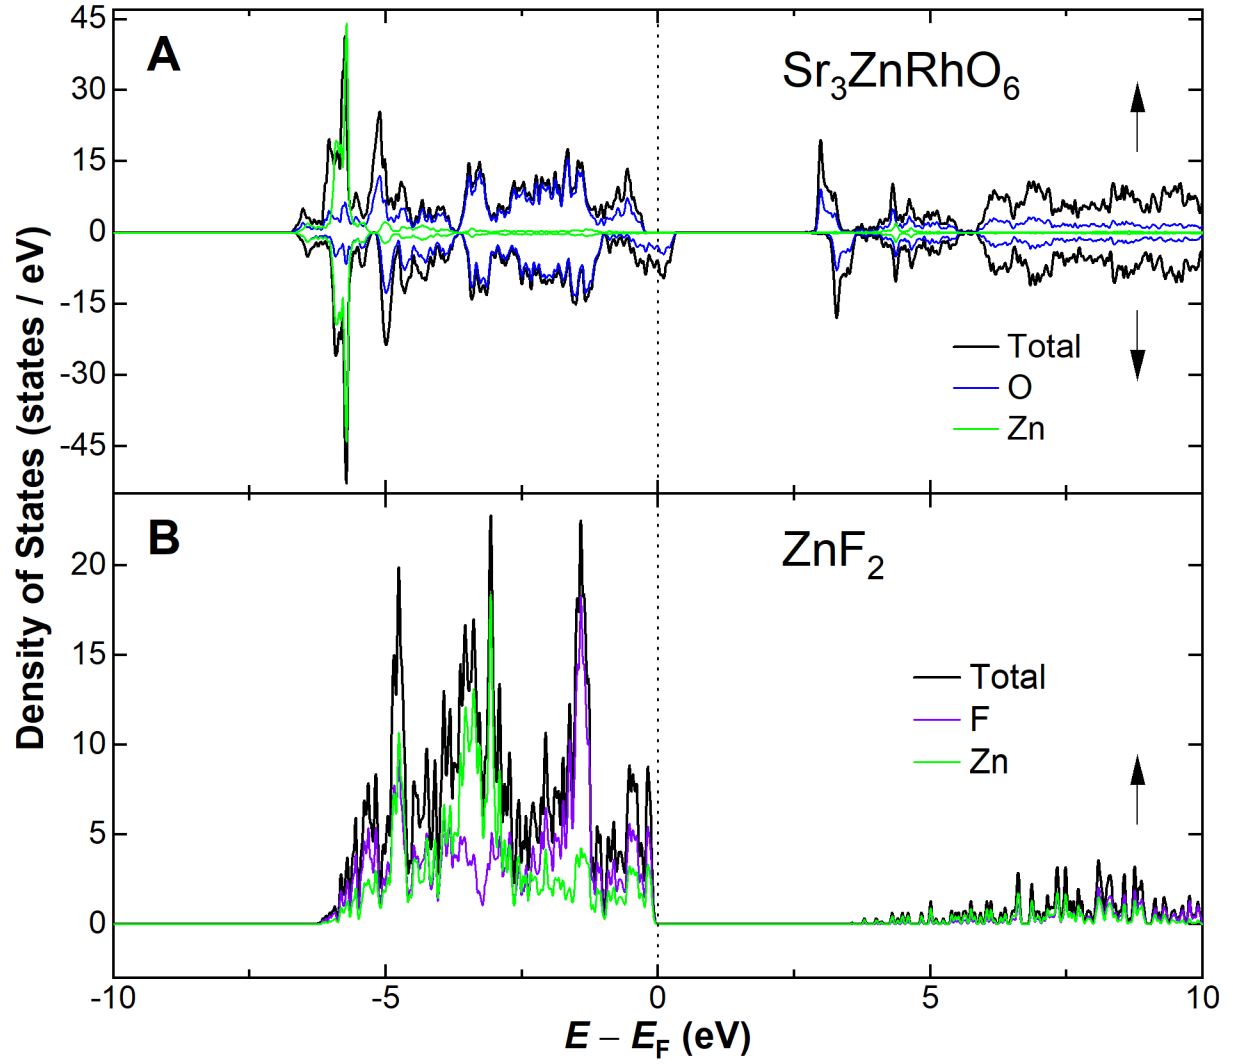 A
Sr3ZnRhO6
45
30
15
0
-15
-30
-45
Total
O
Zn
Density of States (states / eV)
B
ZnF2
20
15
10
5
0
Total
F
Zn
-10
-5
0
5
10
E – EF (eV)